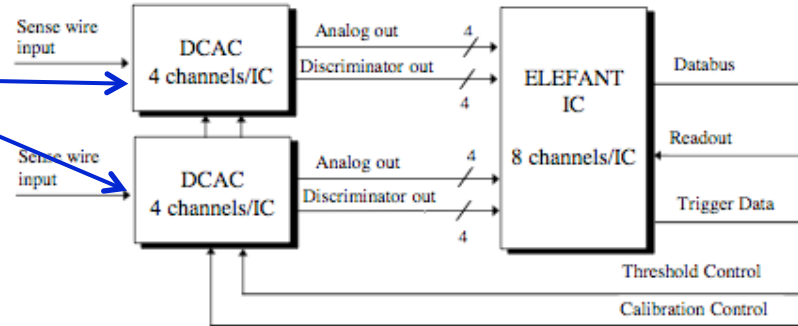 Sense wire
input
DCAC
4 channels/IC
Analog out
4
Discriminator out
4
ELEFANT
IC
8 channels/IC
Databus
Readout
Trigger Data
Sense wire
input
DCAC
4 channels/IC
Analog out
4
Discriminator out
4
Threshold Control
Calibration Control